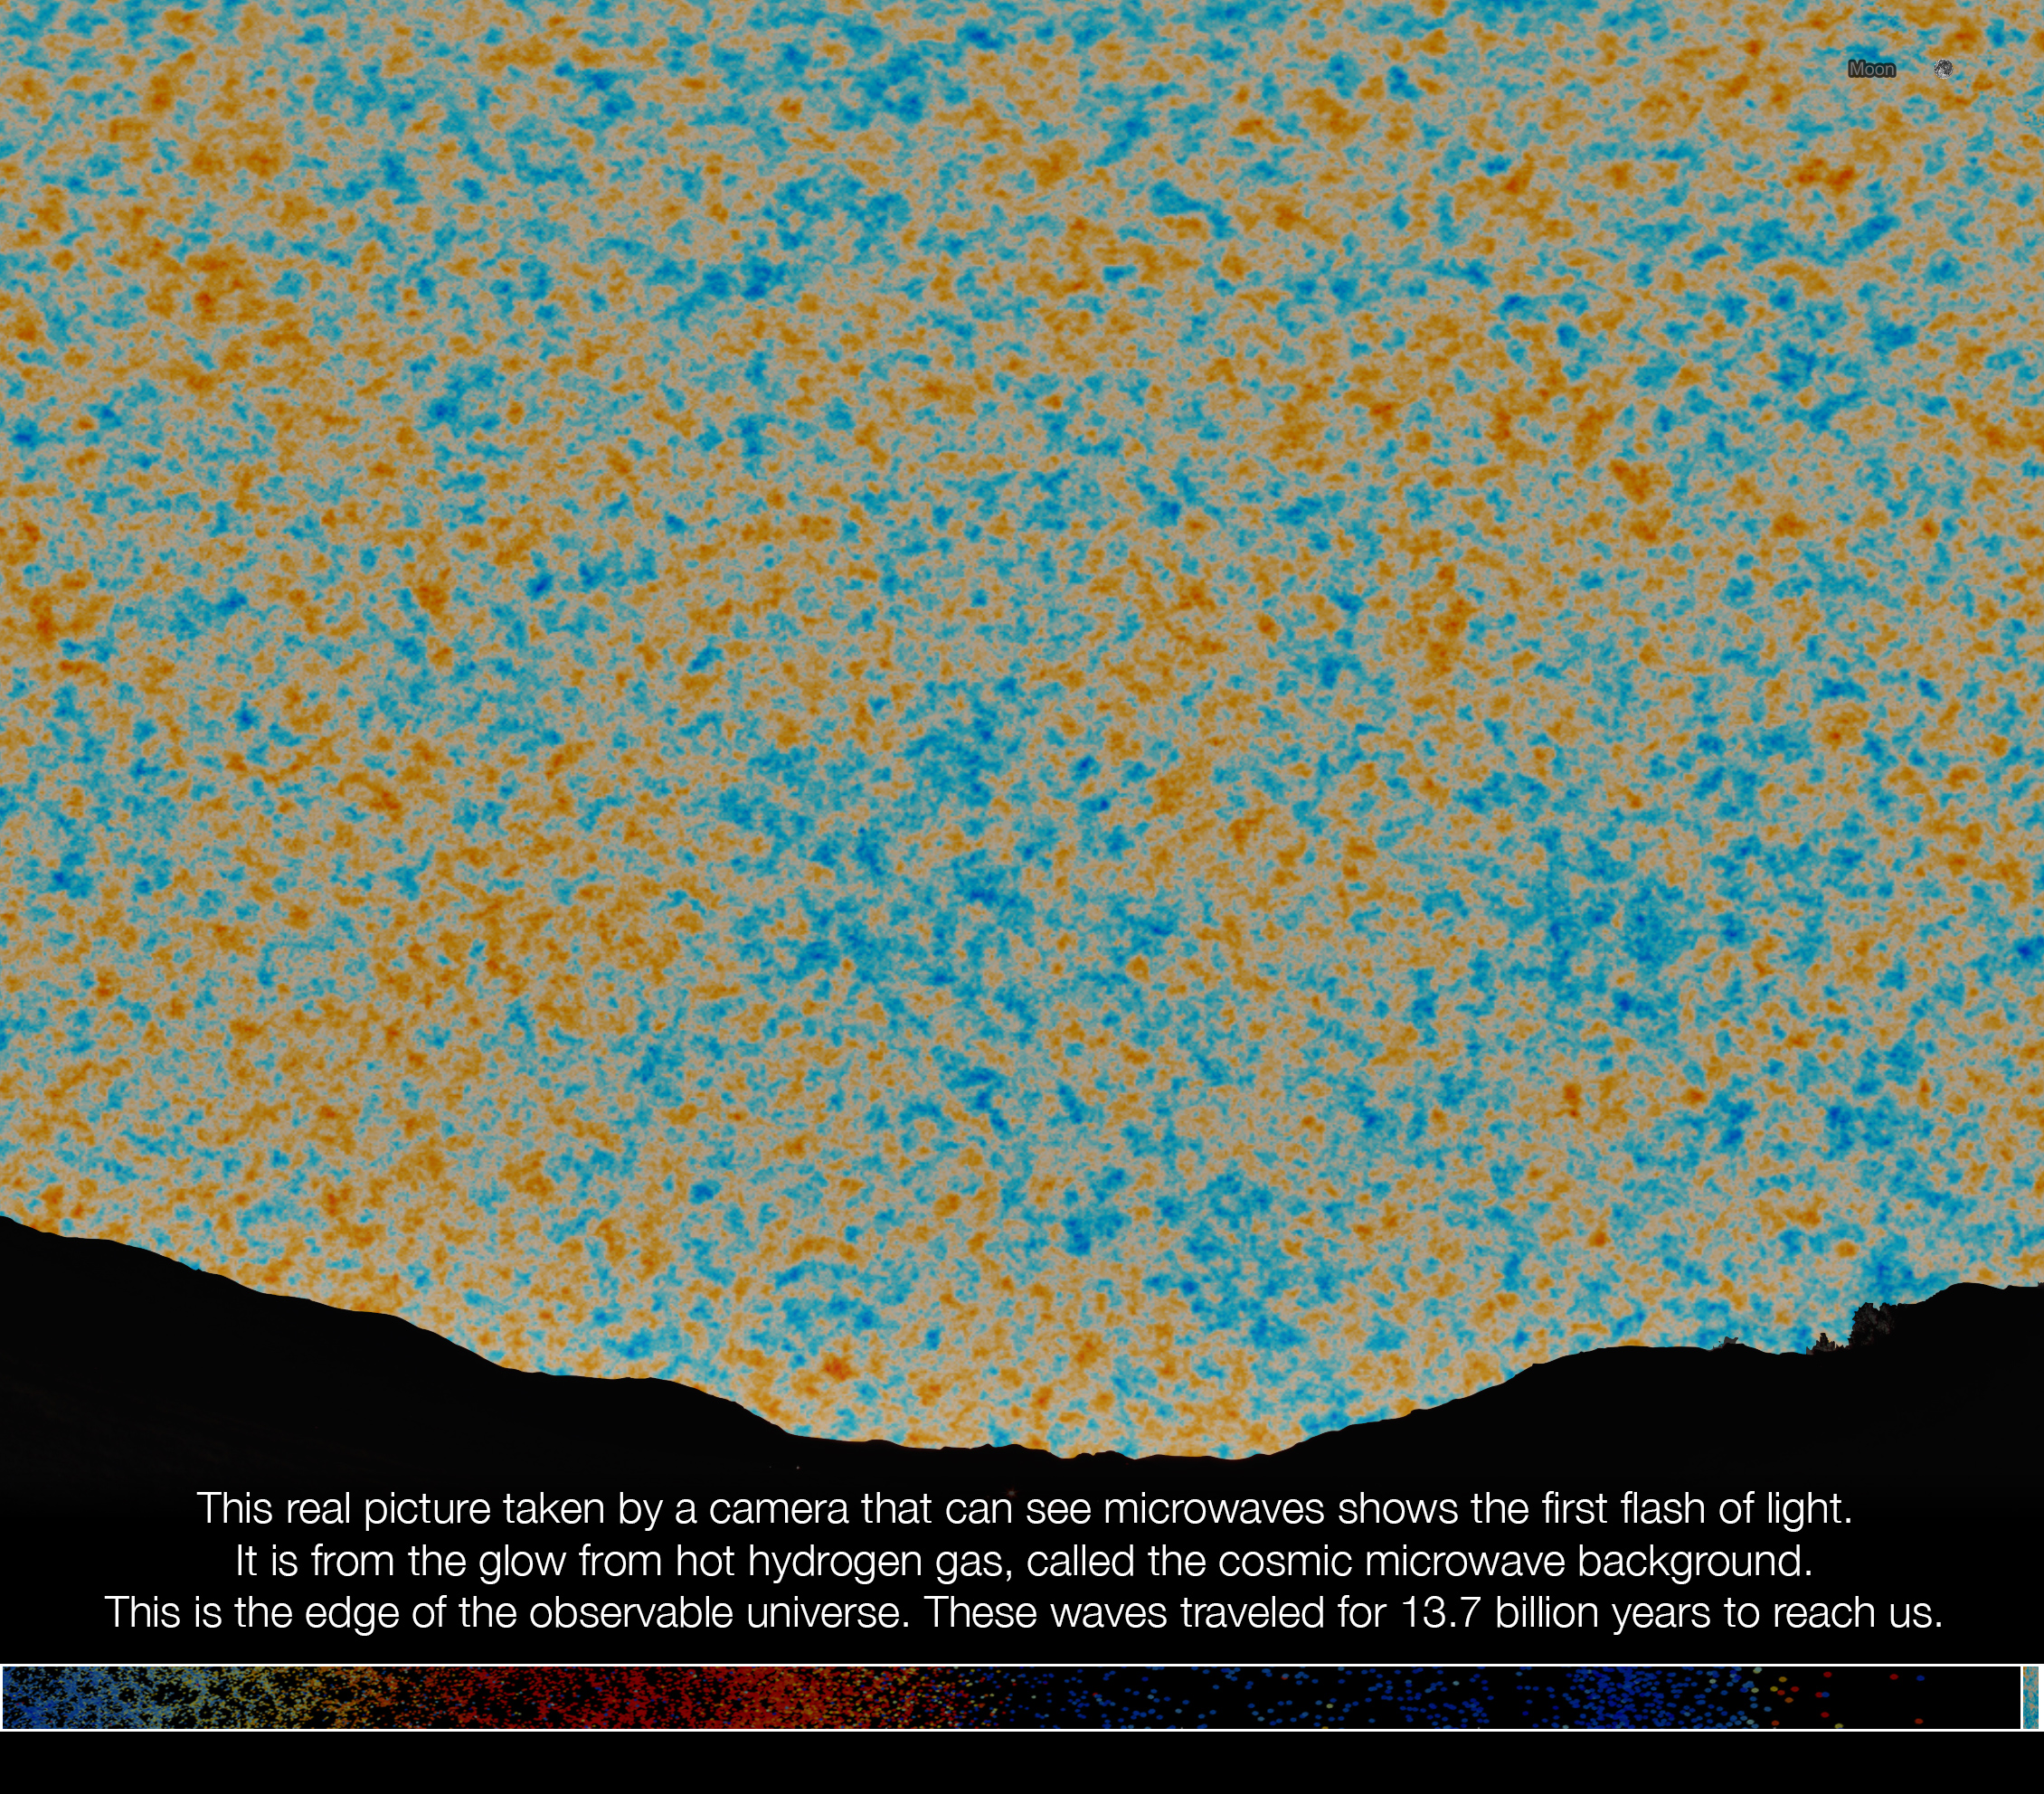 Moon
This real picture taken by a camera that can see microwaves shows the first flash of light.
It is from the glow from hot hydrogen gas, called the cosmic microwave background.
This is the edge of the observable universe. These waves traveled for 13.7 billion years to reach us.